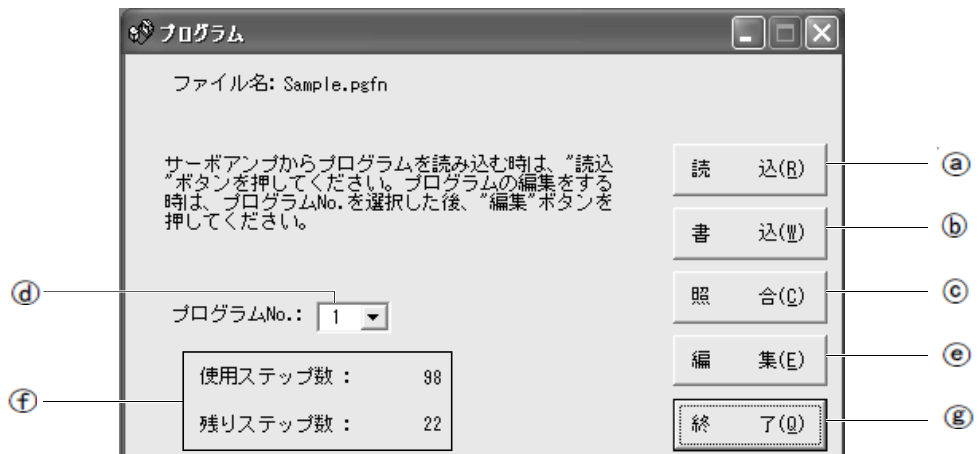 プログラム
ファイル名: Sample.pgfn
サーボアンプからプログラムを読み込む時は、"読込
"ボタンを押してください。プログラムの編集をする
時は、プログラムNo.を選択した後、"編集"ボタンを
押してください。
読 込(R)
ⓐ
書 込(W)
ⓑ
照 合(C)
ⓒ
ⓓ
プログラムNo.: 1
編 集(E)
ⓔ
ⓕ
使用ステップ数: 98
残りステップ数: 22
終 了(Q)
ⓖ